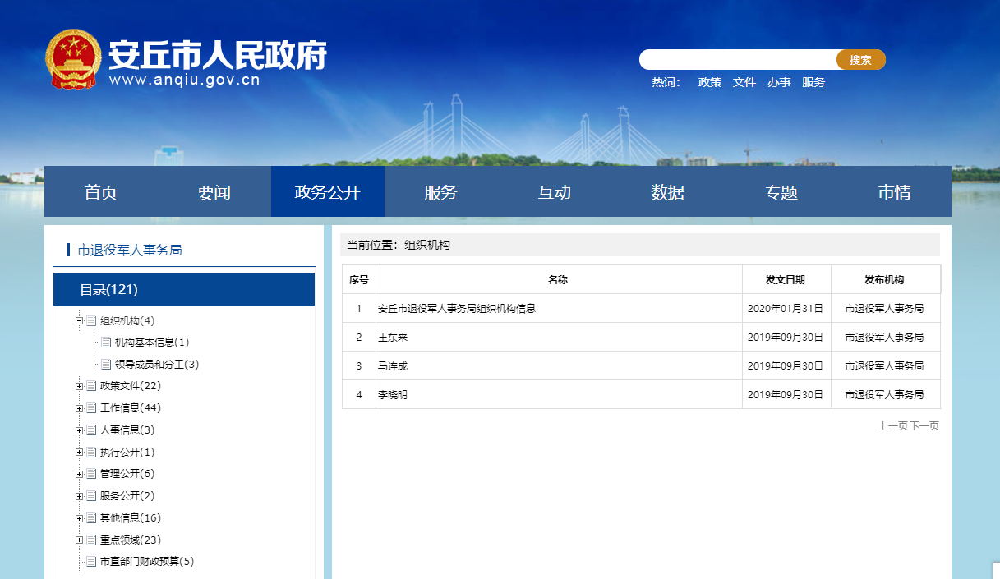 安丘市人民政府
www.anqiu.gov.cn
搜索
热词： 政策 文件 办事 服务
首页 要闻 政务公开 服务 互动 数据 专题 市情
市退役军人事务局
目录(121)
组织机构(4)
机构基本信息(1)
领导成员和分工(3)
政策文件(22)
工作信息(44)
人事信息(3)
执行公开(1)
管理公开(6)
服务公开(2)
其他信息(16)
重点领域(23)
市直部门财政预算(5)
当前位置：组织机构
序号 名称 发文日期 发布机构
1 安丘市退役军人事务局组织机构信息 2020年01月31日 市退役军人事务局
2 王东来 2019年09月30日 市退役军人事务局
3 马连成 2019年09月30日 市退役军人事务局
4 李晓明 2019年09月30日 市退役军人事务局
上一页 下一页